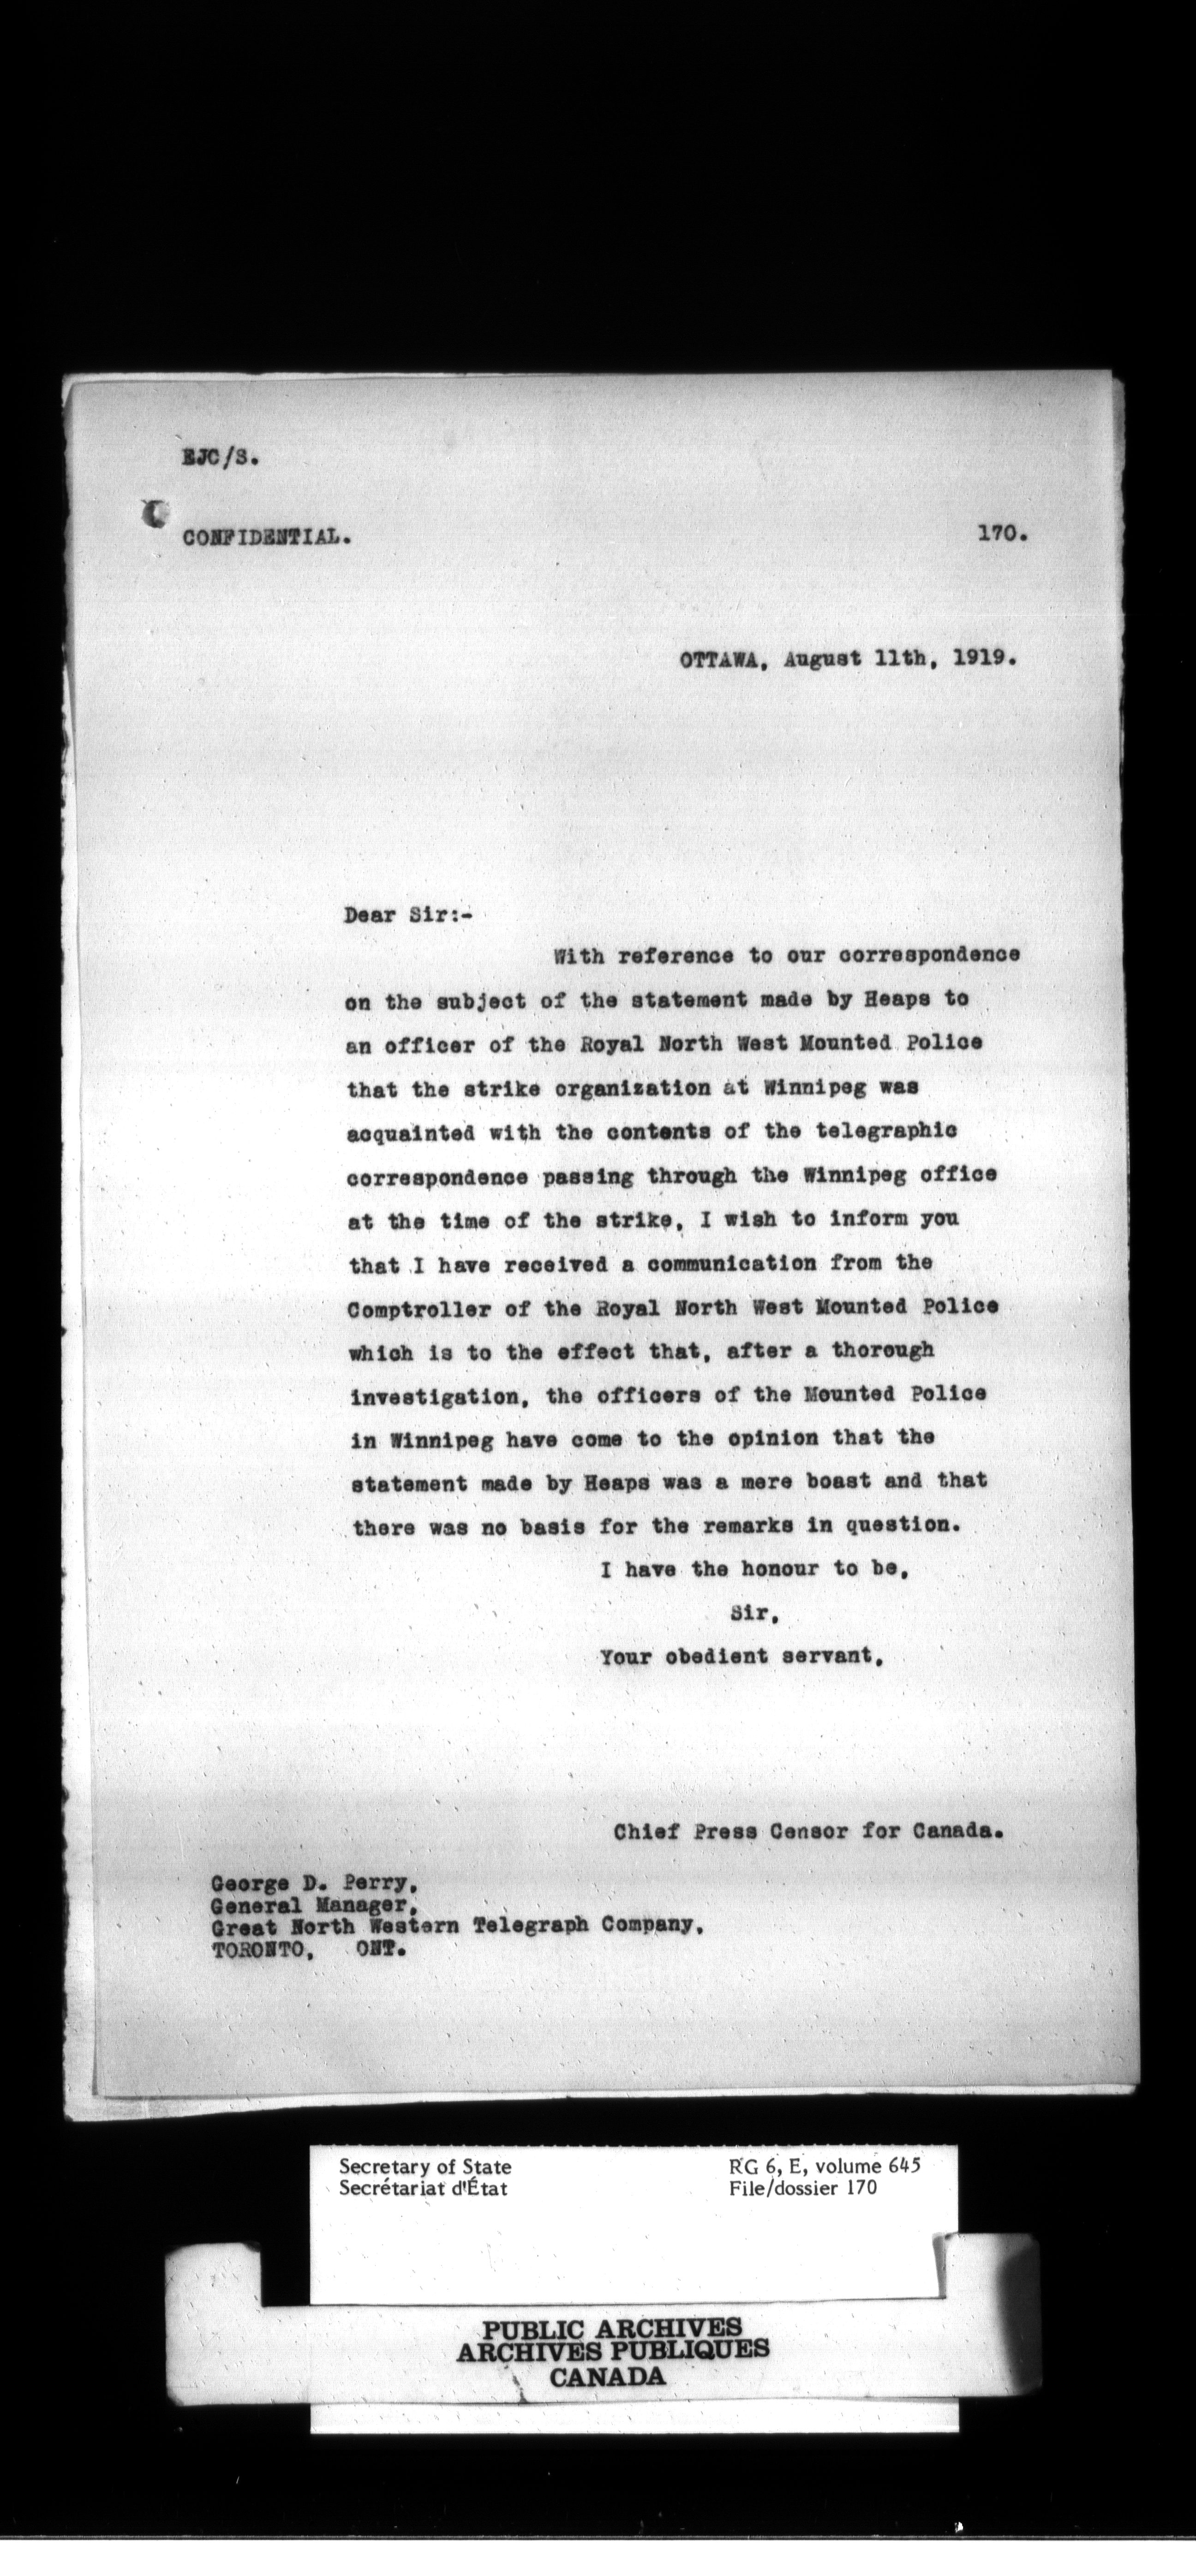 EJC/S.
CONFIDENTIAL.
170.
OTTAWA, August 11th, 1919.
Dear Sir:-
With reference to our correspondence
on the subject of the statement made by Heaps to
an officer of the Royal North West Mounted Police
that the strike organization at Winnipeg was
acquainted with the contents of the telegraphic
correspondence passing through the Winnipeg office
at the time of the strike, I wish to inform you
that I have received a communication from the
Comptroller of the Royal North West Mounted Police
which is to the effect that, after a thorough
investigation, the officers of the Mounted Police
in Winnipeg have come to the opinion that the
statement made by Heaps was a mere boast and that
there was no basis for the remarks in question.
I have the honour to be,
Sir,
Your obedient servant,
Chief Press Censor for Canada.
George D. Perry,
General Manager,
Great North Western Telegraph Company,
TORONTO, ONT.
Secretary of State
Secrétariat d'État
RG 6, E, volume 645
File/dossier 170
PUBLIC ARCHIVES
ARCHIVES PUBLIQUES
CANADA